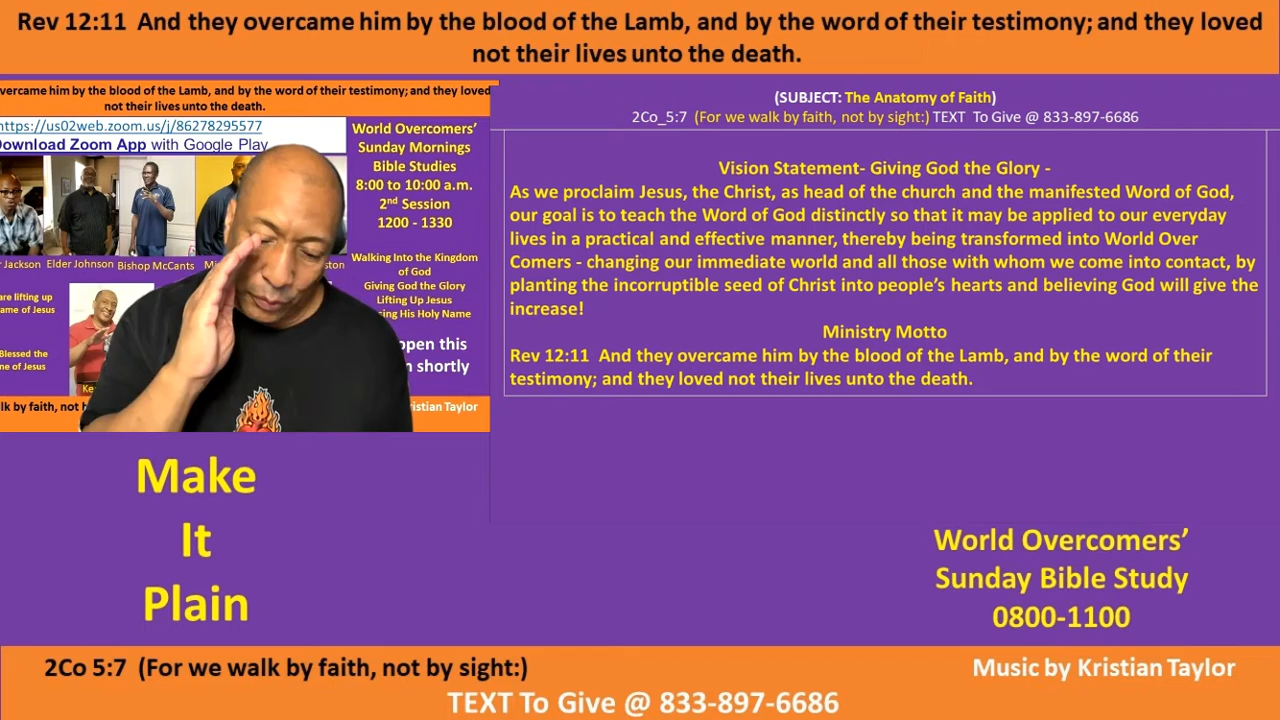 Rev 12:11 And they overcame him by the blood of the Lamb, and by the word of their testimony; and they loved
not their lives unto the death.
vercame him by the blood of the Lamb, and by the word of their testimony; and they loved
not their lives unto the death.
https://us02web.zoom.us/j/86278295577
Download Zoom App with Google Play
World Overcomers’
Sunday Mornings
Bible Studies
8:00 to 10:00 a.m.
2nd Session
1200 - 1330
Jackson Elder Johnson Bishop McCants
Walking Into the Kingdom
of God
Giving God the Glory
Lifting Up Jesus
His Holy Name
are lifting up
ame of Jesus
Blessed the
ne of Jesus
open this
shortly
Ke
lk by faith, not
ristian Taylor
(SUBJECT: The Anatomy of Faith)
2Co_5:7 (For we walk by faith, not by sight:) TEXT To Give @ 833-897-6686
Vision Statement- Giving God the Glory -
As we proclaim Jesus, the Christ, as head of the church and the manifested Word of God,
our goal is to teach the Word of God distinctly so that it may be applied to our everyday
lives in a practical and effective manner, thereby being transformed into World Over
Comers - changing our immediate world and all those with whom we come into contact, by
planting the incorruptible seed of Christ into people’s hearts and believing God will give the
increase!
Ministry Motto
Rev 12:11 And they overcame him by the blood of the Lamb, and by the word of their
testimony; and they loved not their lives unto the death.
Make
It
Plain
World Overcomers’
Sunday Bible Study
0800-1100
2Co 5:7 (For we walk by faith, not by sight:)
Music by Kristian Taylor
TEXT To Give @ 833-897-6686